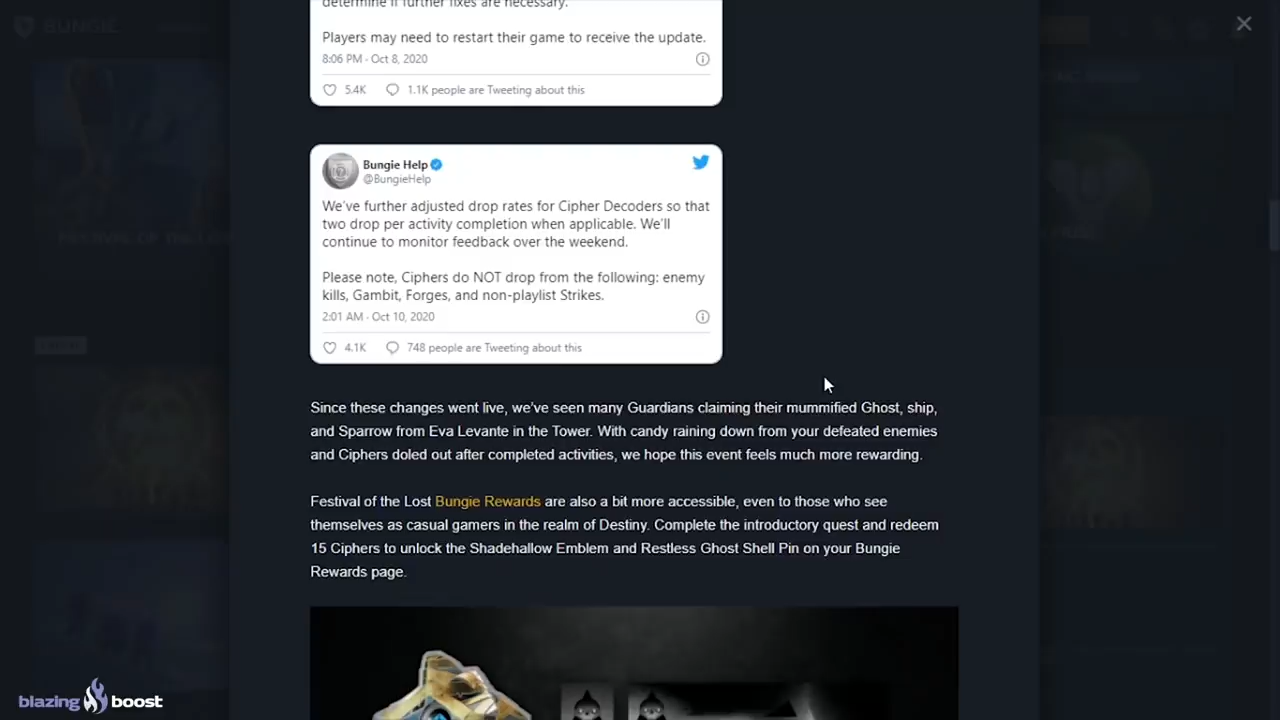 BUNGIE
determine if further fixes are necessary.
Players may need to restart their game to receive the update.
8:06 PM · Oct 8, 2020
5.4K 1.1K people are Tweeting about this
Bungie Help
@BungieHelp
We've further adjusted drop rates for Cipher Decoders so that
two drop per activity completion when applicable. We'll
continue to monitor feedback over the weekend.
Please note, Ciphers do NOT drop from the following: enemy
kills, Gambit, Forges, and non-playlist Strikes.
2:01 AM · Oct 10, 2020
4.1K 748 people are Tweeting about this
Since these changes went live, we've seen many Guardians claiming their mummified Ghost, ship,
and Sparrow from Eva Levante in the Tower. With candy raining down from your defeated enemies
and Ciphers doled out after completed activities, we hope this event feels much more rewarding.
Festival of the Lost Bungie Rewards are also a bit more accessible, even to those who see
themselves as casual gamers in the realm of Destiny. Complete the introductory quest and redeem
15 Ciphers to unlock the Shadehallow Emblem and Restless Ghost Shell Pin on your Bungie
Rewards page.
blazing boost